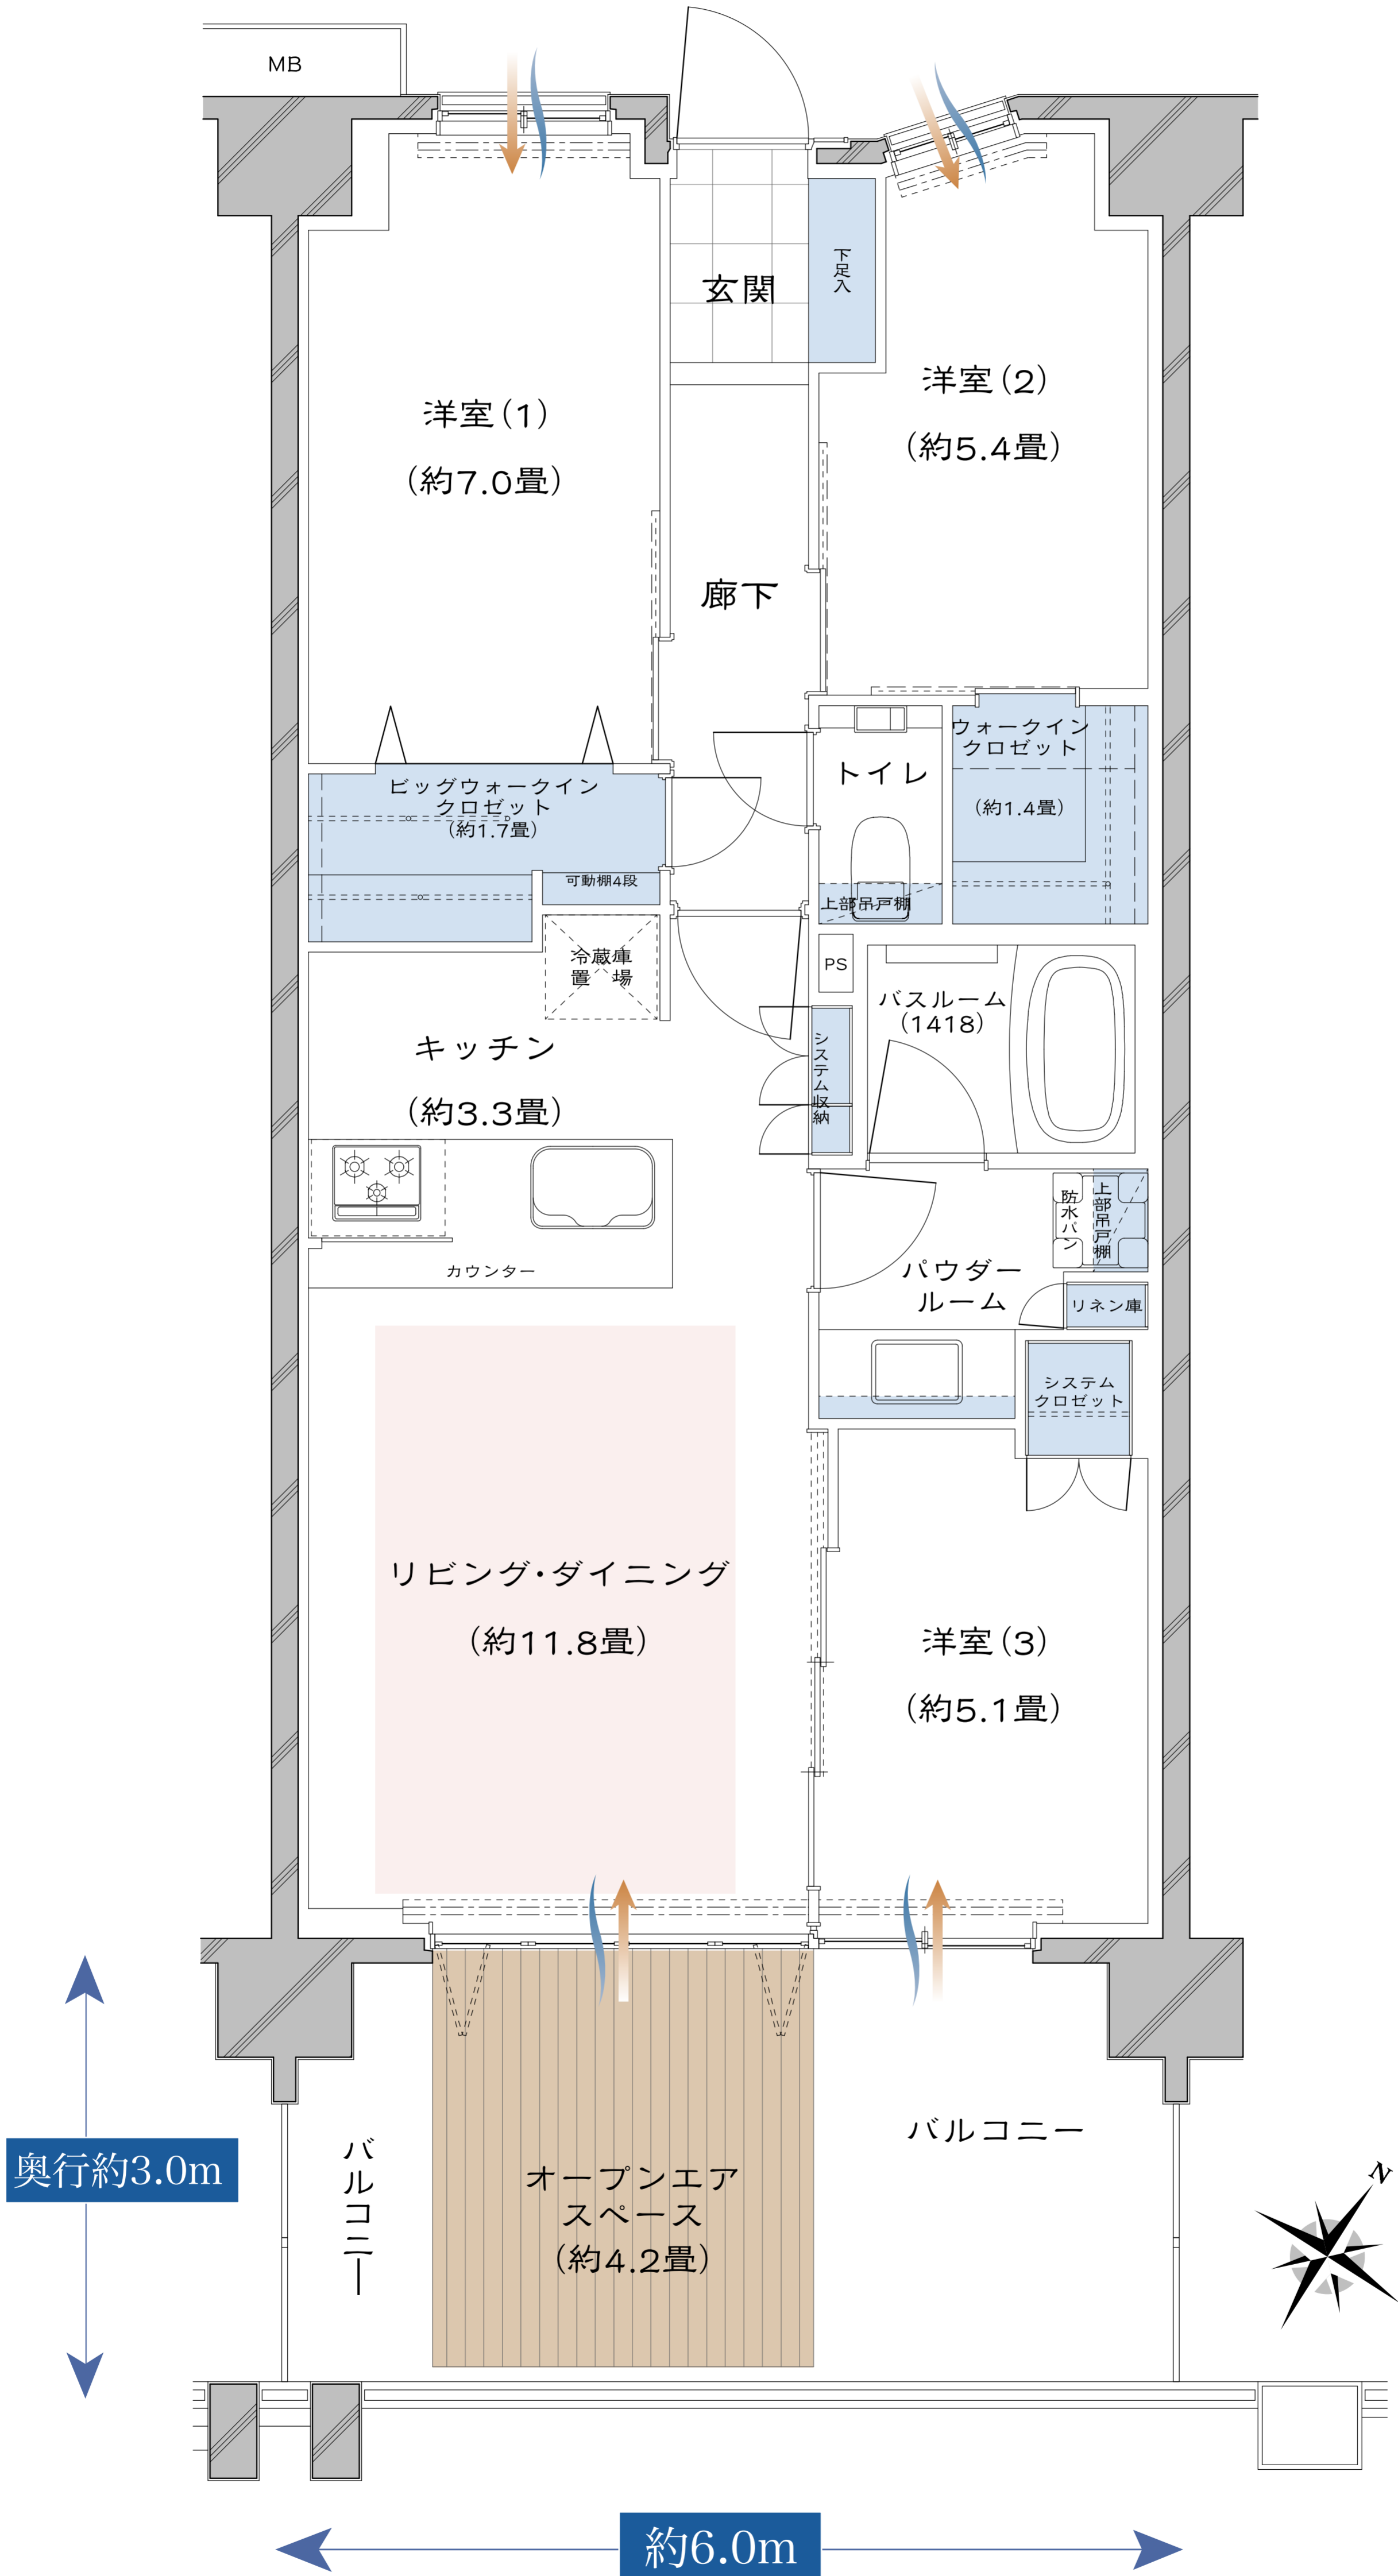 MB
玄関
下足入
洋室(1)
(約7.0畳)
洋室(2)
(約5.4畳)
廊下
ウォークイン
クロゼット
(約1.4畳)
トイレ
上部吊戸棚
ビッグウォークイン
クロゼット
(約1.7畳)
可動棚4段
冷蔵庫
置 場
PS
バスルーム
(1418)
システム収納
キッチン
(約3.3畳)
カウンター
防水パン
上部吊戸棚
パウダー
ルーム
リネン庫
システム
クロゼット
リビング・ダイニング
(約11.8畳)
洋室(3)
(約5.1畳)
奥行約3.0m
バルコニー
オープンエア
スペース
(約4.2畳)
バルコニー
N
約6.0m